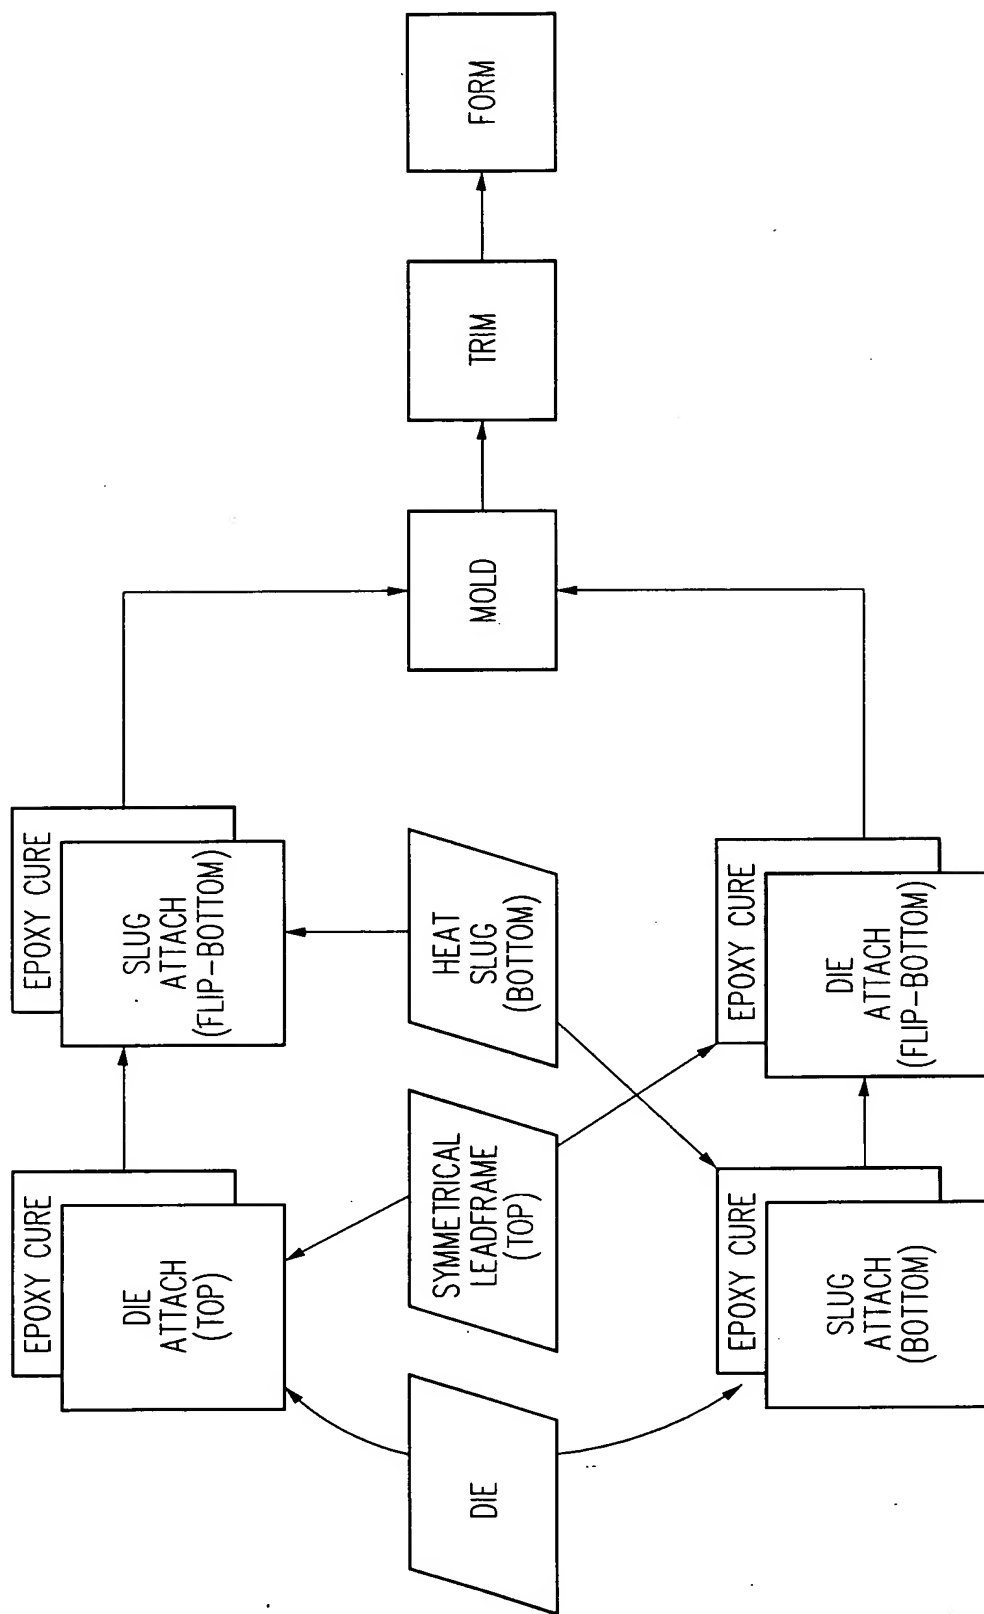 EPOXY CURE
DIE
ATTACH
(TOP)
EPOXY CURE
SLUG
ATTACH
(FLIP-BOTTOM)
DIE
SYMMETRICAL
LEADFRAME
(TOP)
HEAT
SLUG
(BOTTOM)
MOLD
TRIM
FORM
EPOXY CURE
SLUG
ATTACH
(BOTTOM)
EPOXY CURE
DIE
ATTACH
(FLIP-BOTTOM)